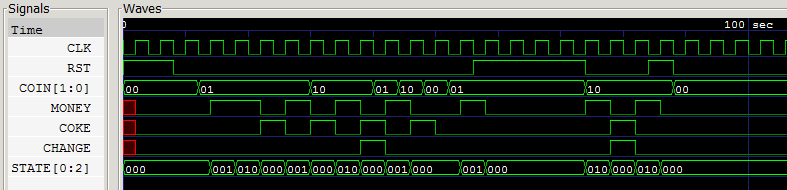 Signals Waves
Time 0 100 sec
CLK
RST
COIN[1:0] 00 01 10 01 10 00 01 10 00
MONEY
COKE
CHANGE
STATE[0:2] 000 001 010 000 001 000 010 000 001 000 001 000 010 000 010 000